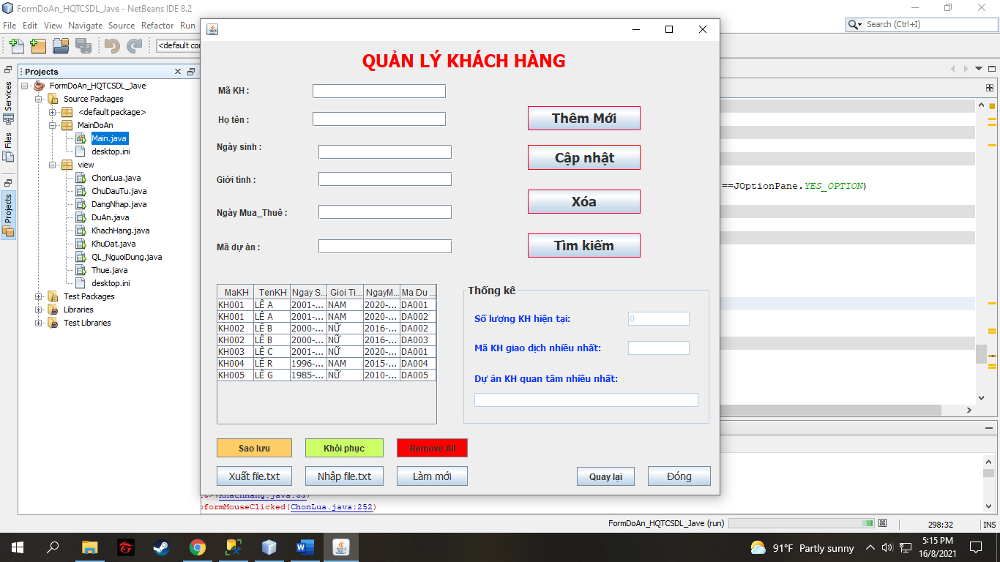 FormDoAn_HQTCSDL_Jave - NetBeans IDE 8.2
File Edit View Navigate Source Refactor Run
Search (Ctrl+I)
<default con
Projects
Services
Files
Projects
FormDoAn_HQTCSDL_Jave
Source Packages
<default package>
MainDoAn
Main.java
desktop.ini
view
ChonLua.java
ChuDauTu.java
DangNhap.java
DuAn.java
KhachHang.java
KhuDat.java
QL_NguoiDung.java
Thue.java
desktop.ini
Test Packages
Libraries
Test Libraries
QUẢN LÝ KHÁCH HÀNG
Mã KH :
Họ tên :
Ngày sinh :
Giới tính :
Ngày Mua_Thuê :
Mã dự án :
Thêm Mới
Cập nhật
Xóa
Tìm kiếm
==JOptionPane.YES_OPTION)
MaKH TenKH Ngay S... Gioi Ti... NgayM... Ma Du ...
KH001 LÊ A 2001-... NAM 2020-... DA001
KH001 LÊ A 2001-... NAM 2020-... DA002
KH002 LÊ B 2000-... NỮ 2016-... DA002
KH002 LÊ B 2000-... NỮ 2016-... DA003
KH003 LÊ C 2001-... NỮ 2020-... DA001
KH004 LÊ R 1996-... NAM 2015-... DA004
KH005 LÊ G 1985-... NỮ 2010-... DA005
Thống kê
Số lượng KH hiện tại: 0
Mã KH giao dịch nhiều nhất:
Dự án KH quan tâm nhiều nhất:
Sao lưu Khôi phục Remove All
Xuất file.txt Nhập file.txt Làm mới Quay lại Đóng
t>(KhachHang.java:53)
oformMouseClicked(ChonLua.java:252)
FormDoAn_HQTCSDL_Jave (run) 298:32 INS
91°F Partly sunny
5:15 PM
16/8/2021